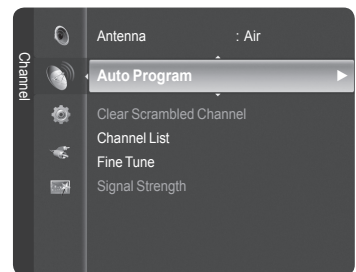 Channel
Antenna : Air
Auto Program
Clear Scrambled Channel
Channel List
Fine Tune
Signal Strength